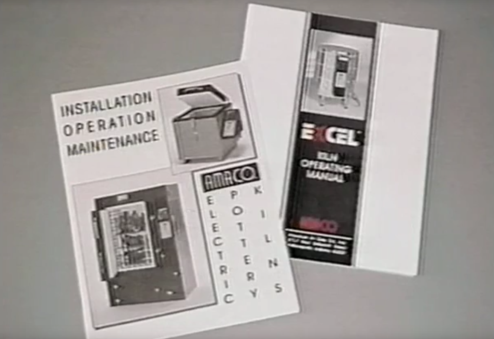 INSTALLATION
OPERATION
MAINTENANCE
AMACO
ELECTRIC
POTTERY
KILNS
EXCEL
KILN
OPERATING
MANUAL
AMACO